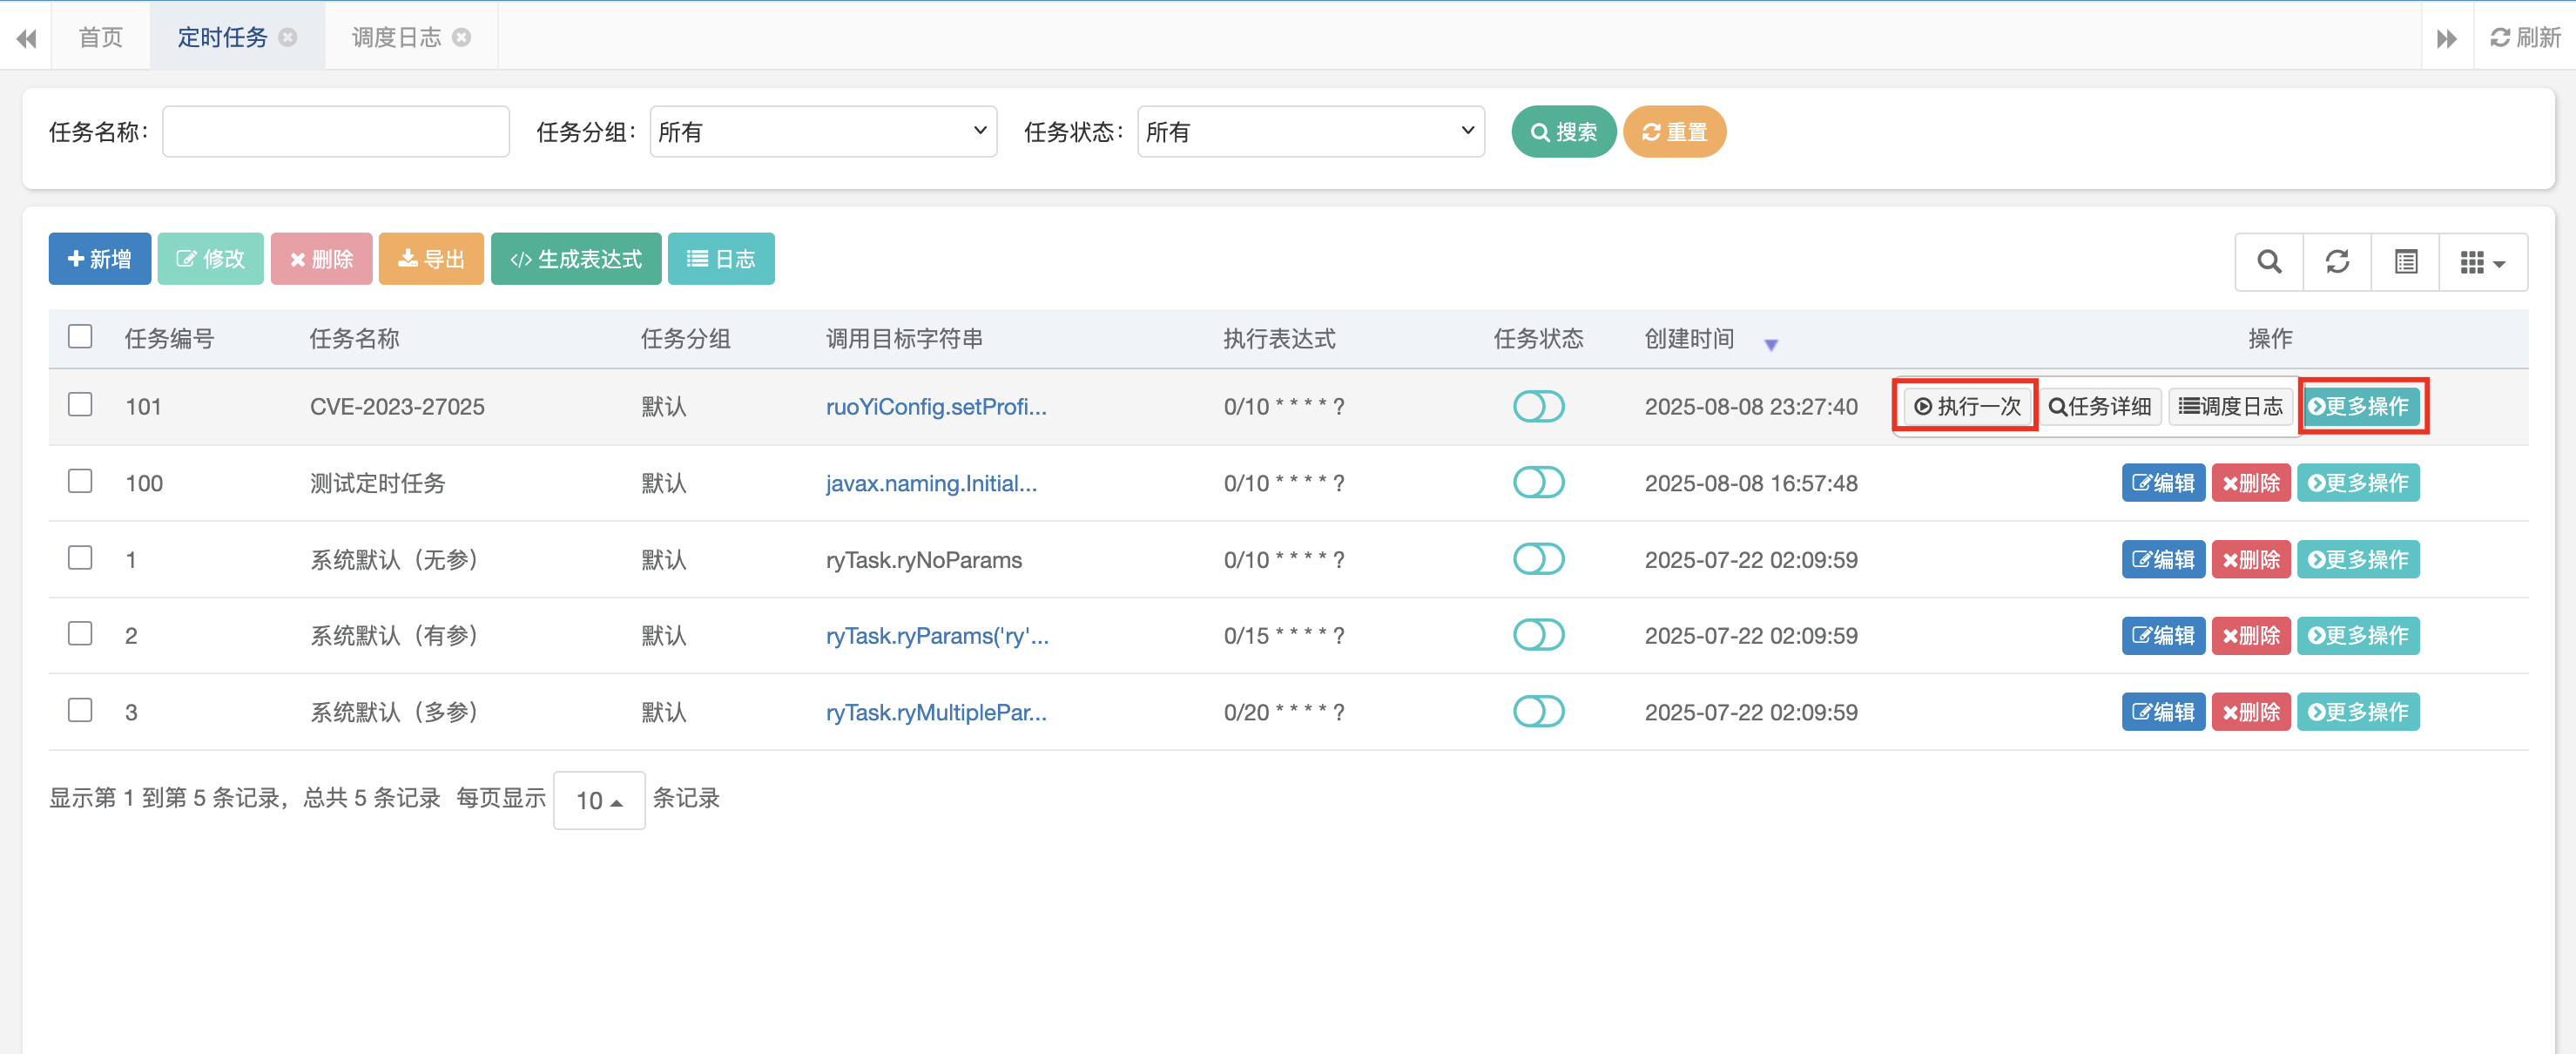 首页 定时任务 调度日志 刷新
任务名称： 任务分组： 所有 任务状态： 所有 搜索 重置
新增 修改 删除 导出 </> 生成表达式 日志
任务编号 任务名称 任务分组 调用目标字符串 执行表达式 任务状态 创建时间 操作
101 CVE-2023-27025 默认 ruoYiConfig.setProfi... 0/10 * * * * ? 2025-08-08 23:27:40 执行一次 任务详细 调度日志 更多操作
100 测试定时任务 默认 javax.naming.Initial... 0/10 * * * * ? 2025-08-08 16:57:48 编辑 删除 更多操作
1 系统默认（无参） 默认 ryTask.ryNoParams 0/10 * * * * ? 2025-07-22 02:09:59 编辑 删除 更多操作
2 系统默认（有参） 默认 ryTask.ryParams('ry'... 0/15 * * * * ? 2025-07-22 02:09:59 编辑 删除 更多操作
3 系统默认（多参） 默认 ryTask.ryMultiplePar... 0/20 * * * * ? 2025-07-22 02:09:59 编辑 删除 更多操作
显示第 1 到第 5 条记录，总共 5 条记录 每页显示 10 条记录